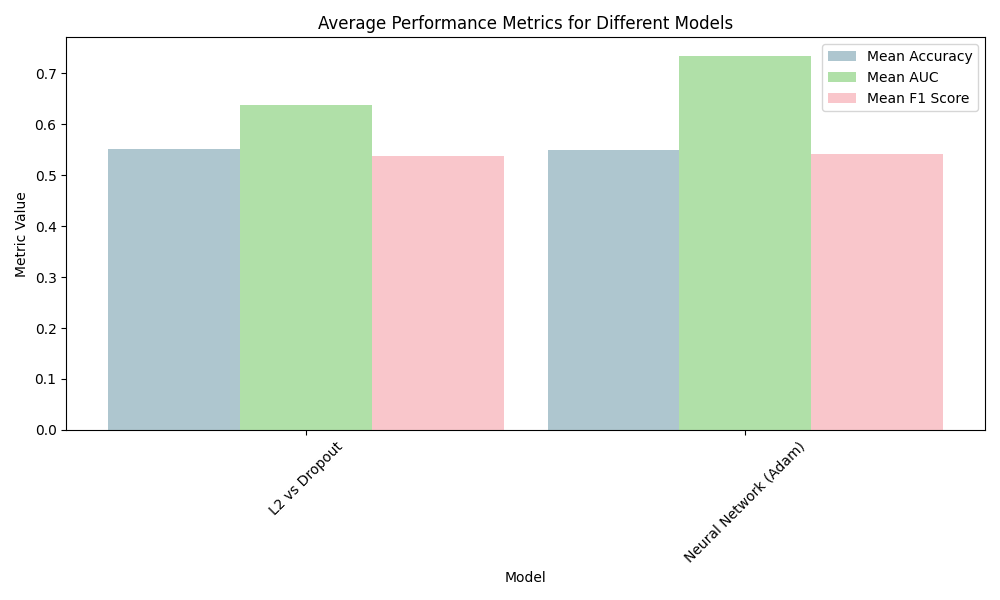 Average Performance Metrics for Different Models
Mean Accuracy
Mean AUC
Mean F1 Score
Metric Value
0.7
0.6
0.5
0.4
0.3
0.2
0.1
0.0
L2 vs Dropout
Neural Network (Adam)
Model